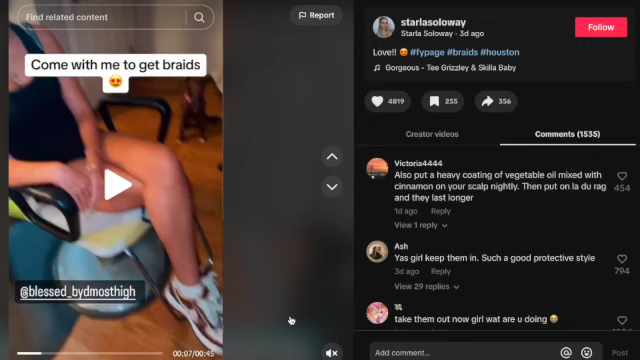 Find related content
Report
Come with me to get braids
😍
@blessed_bydmosthigh
00:07/00:45
starlasoloway
Starla Soloway · 3d ago
Follow
Love!! 😍 #fypage #braids #houston
♫ Gorgeous - Tee Grizzley & Skilla Baby
4819
255
356
Creator videos
Comments (1535)
Victoria4444
Also put a heavy coating of vegetable oil mixed with
cinnamon on your scalp nightly. Then put on la du rag
and they last longer
454
1d ago Reply
View 1 reply
Ash
Yas girl keep them in. Such a good protective style
794
3d ago Reply
View 29 replies
take them out now girl wat are u doing 😂
Add comment...
@
Post